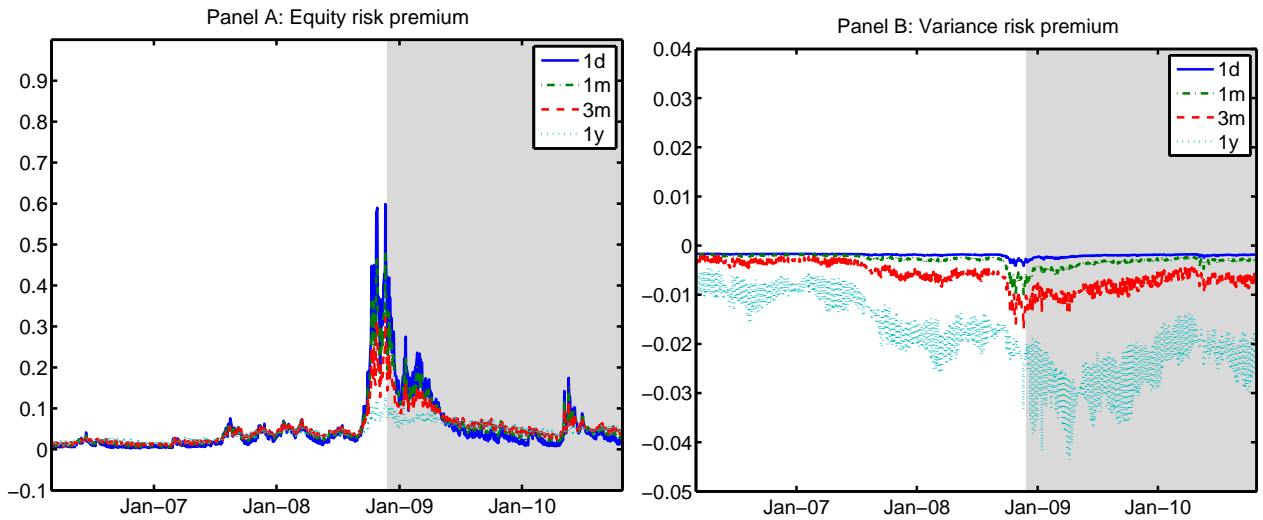 Panel A: Equity risk premium
0.9
0.8
0.7
0.6
0.5
0.4
0.3
0.2
0.1
0
−0.1
Jan−07
Jan−08
Jan−09
Jan−10
1d
1m
3m
1y
Panel B: Variance risk premium
0.04
0.03
0.02
0.01
0
−0.01
−0.02
−0.03
−0.04
−0.05
Jan−07
Jan−08
Jan−09
Jan−10
1d
1m
3m
1y